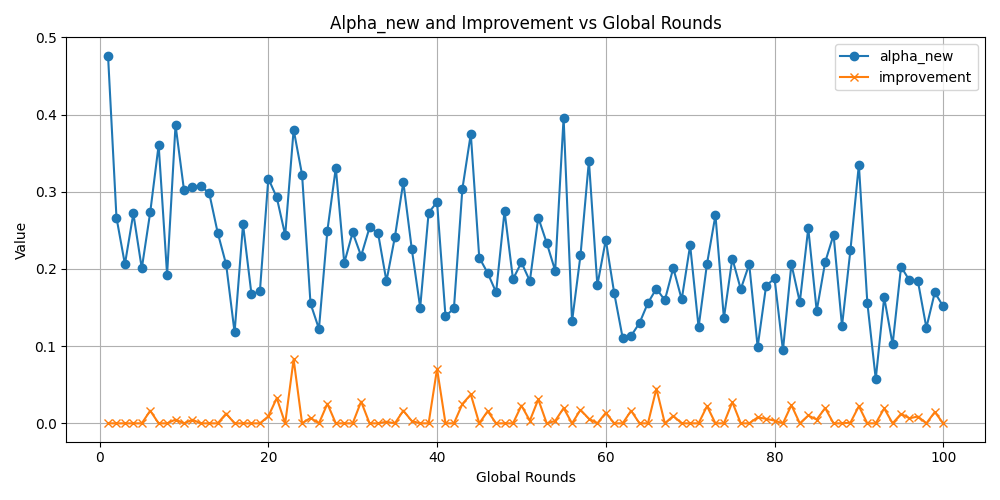 Alpha_new and Improvement vs Global Rounds
alpha_new
improvement
Value
0.5
0.4
0.3
0.2
0.1
0.0
0
20
40
60
80
100
Global Rounds